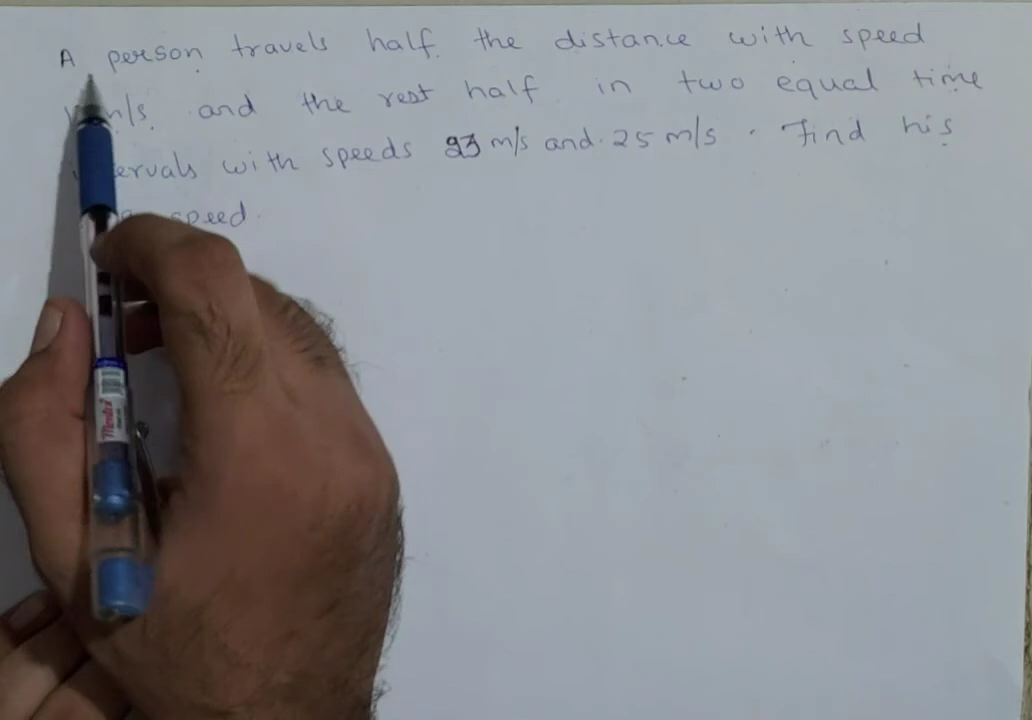 A person travels half the distance with speed
m/s and the rest half in two equal time
ervals with speeds 23 m/s and 25 m/s. Find his
speed.